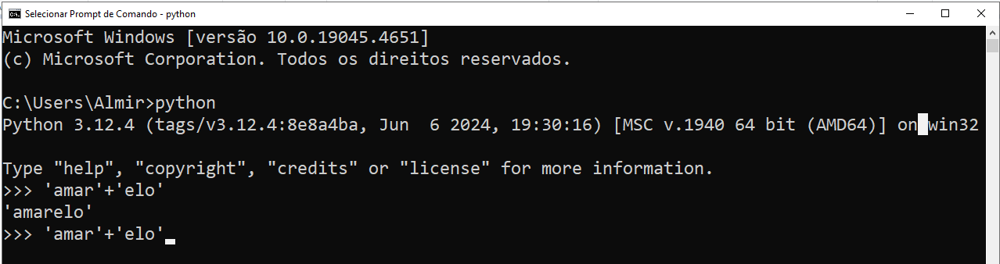 Selecionar Prompt de Comando - python
Microsoft Windows [versão 10.0.19045.4651]
(c) Microsoft Corporation. Todos os direitos reservados.
C:\Users\Almir>python
Python 3.12.4 (tags/v3.12.4:8e8a4ba, Jun  6 2024, 19:30:16) [MSC v.1940 64 bit (AMD64)] on win32
Type "help", "copyright", "credits" or "license" for more information.
>>> 'amar'+'elo'
'amarelo'
>>> 'amar'+'elo'